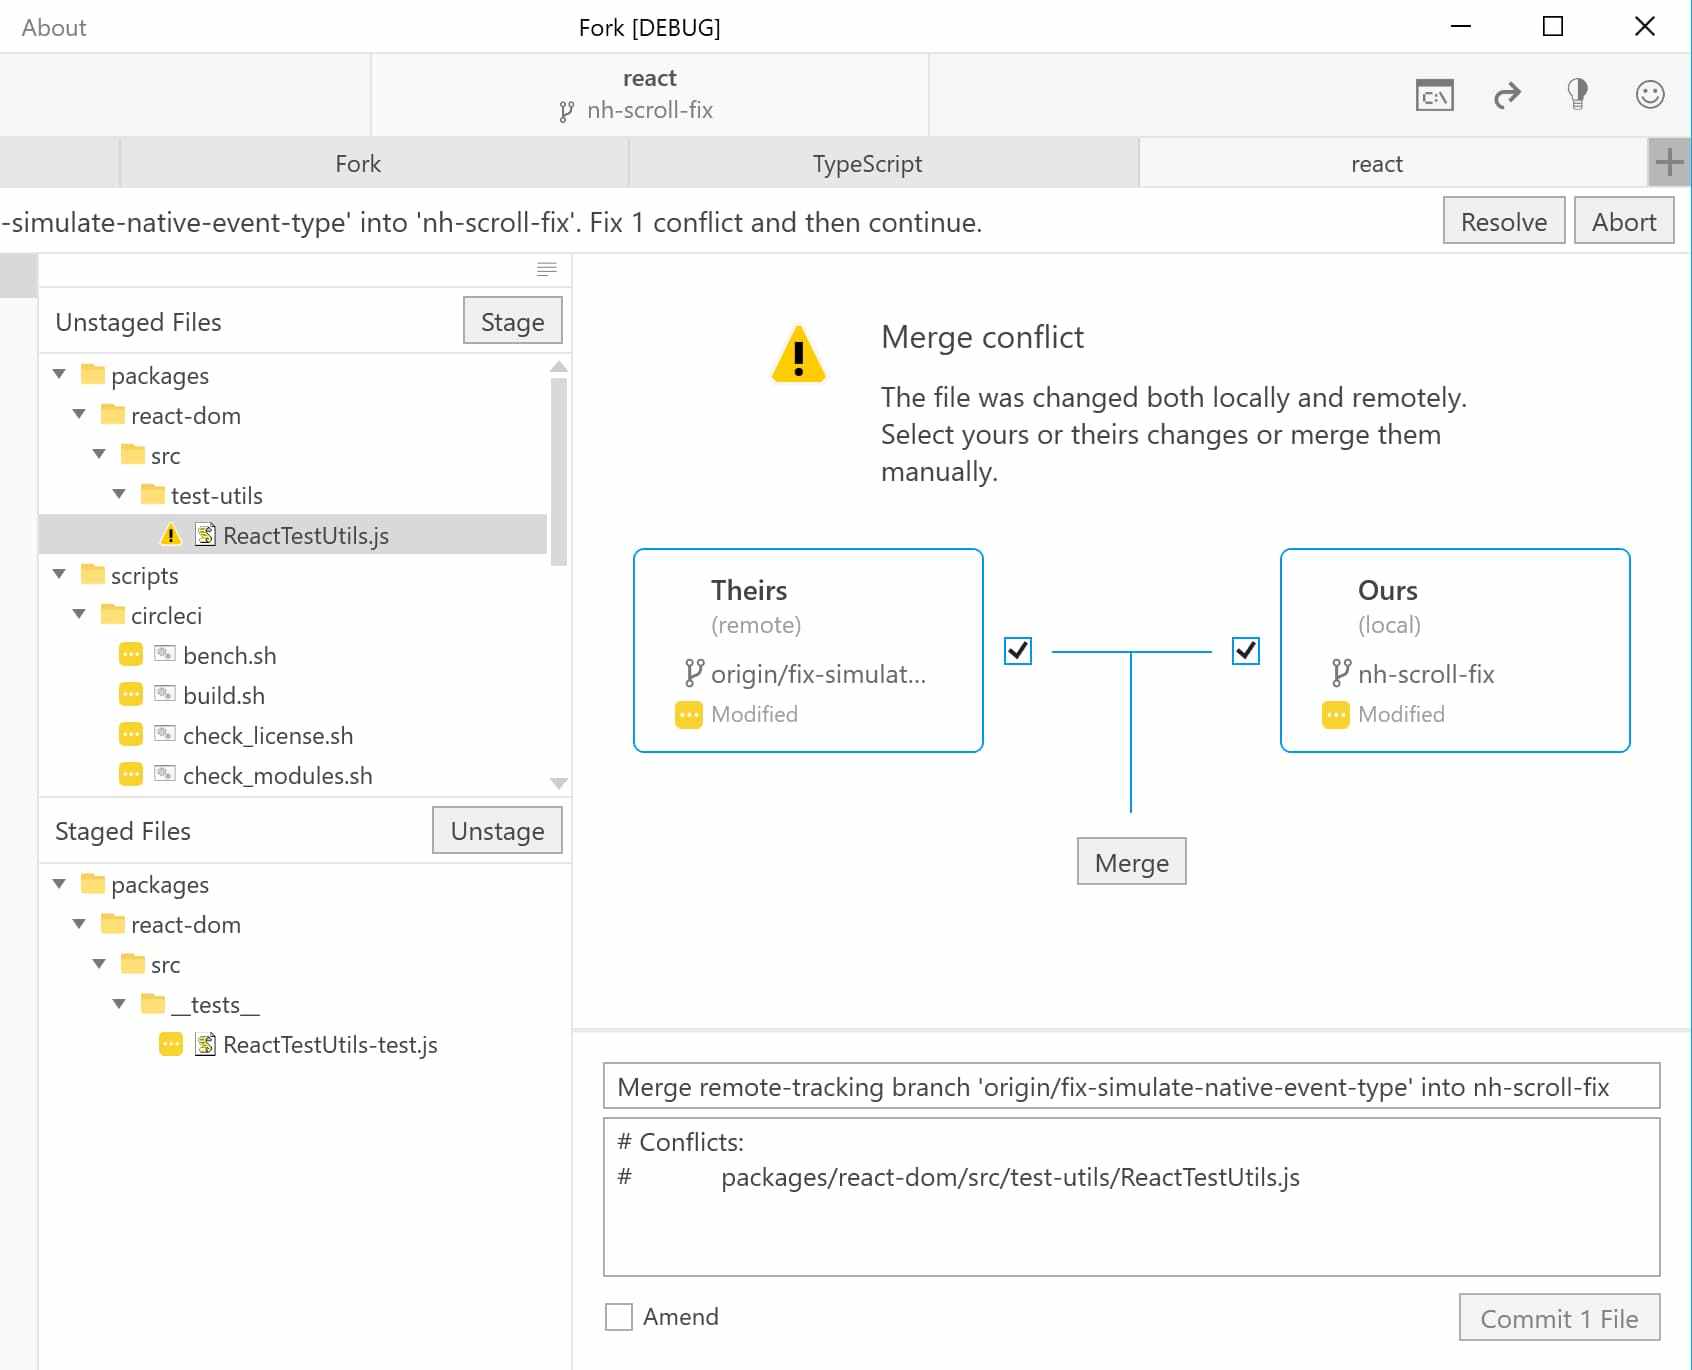 About
Fork [DEBUG]
react
nh-scroll-fix
C:\
Fork
TypeScript
react
-simulate-native-event-type' into 'nh-scroll-fix'. Fix 1 conflict and then continue.
Resolve
Abort
Unstaged Files
Stage
packages
react-dom
src
test-utils
ReactTestUtils.js
scripts
circleci
bench.sh
build.sh
check_license.sh
check_modules.sh
Staged Files
Unstage
packages
react-dom
src
__tests__
ReactTestUtils-test.js
Merge conflict
The file was changed both locally and remotely.
Select yours or theirs changes or merge them
manually.
Theirs
(remote)
origin/fix-simulat...
Modified
Ours
(local)
nh-scroll-fix
Modified
Merge
Merge remote-tracking branch 'origin/fix-simulate-native-event-type' into nh-scroll-fix
# Conflicts:
# packages/react-dom/src/test-utils/ReactTestUtils.js
Amend
Commit 1 File